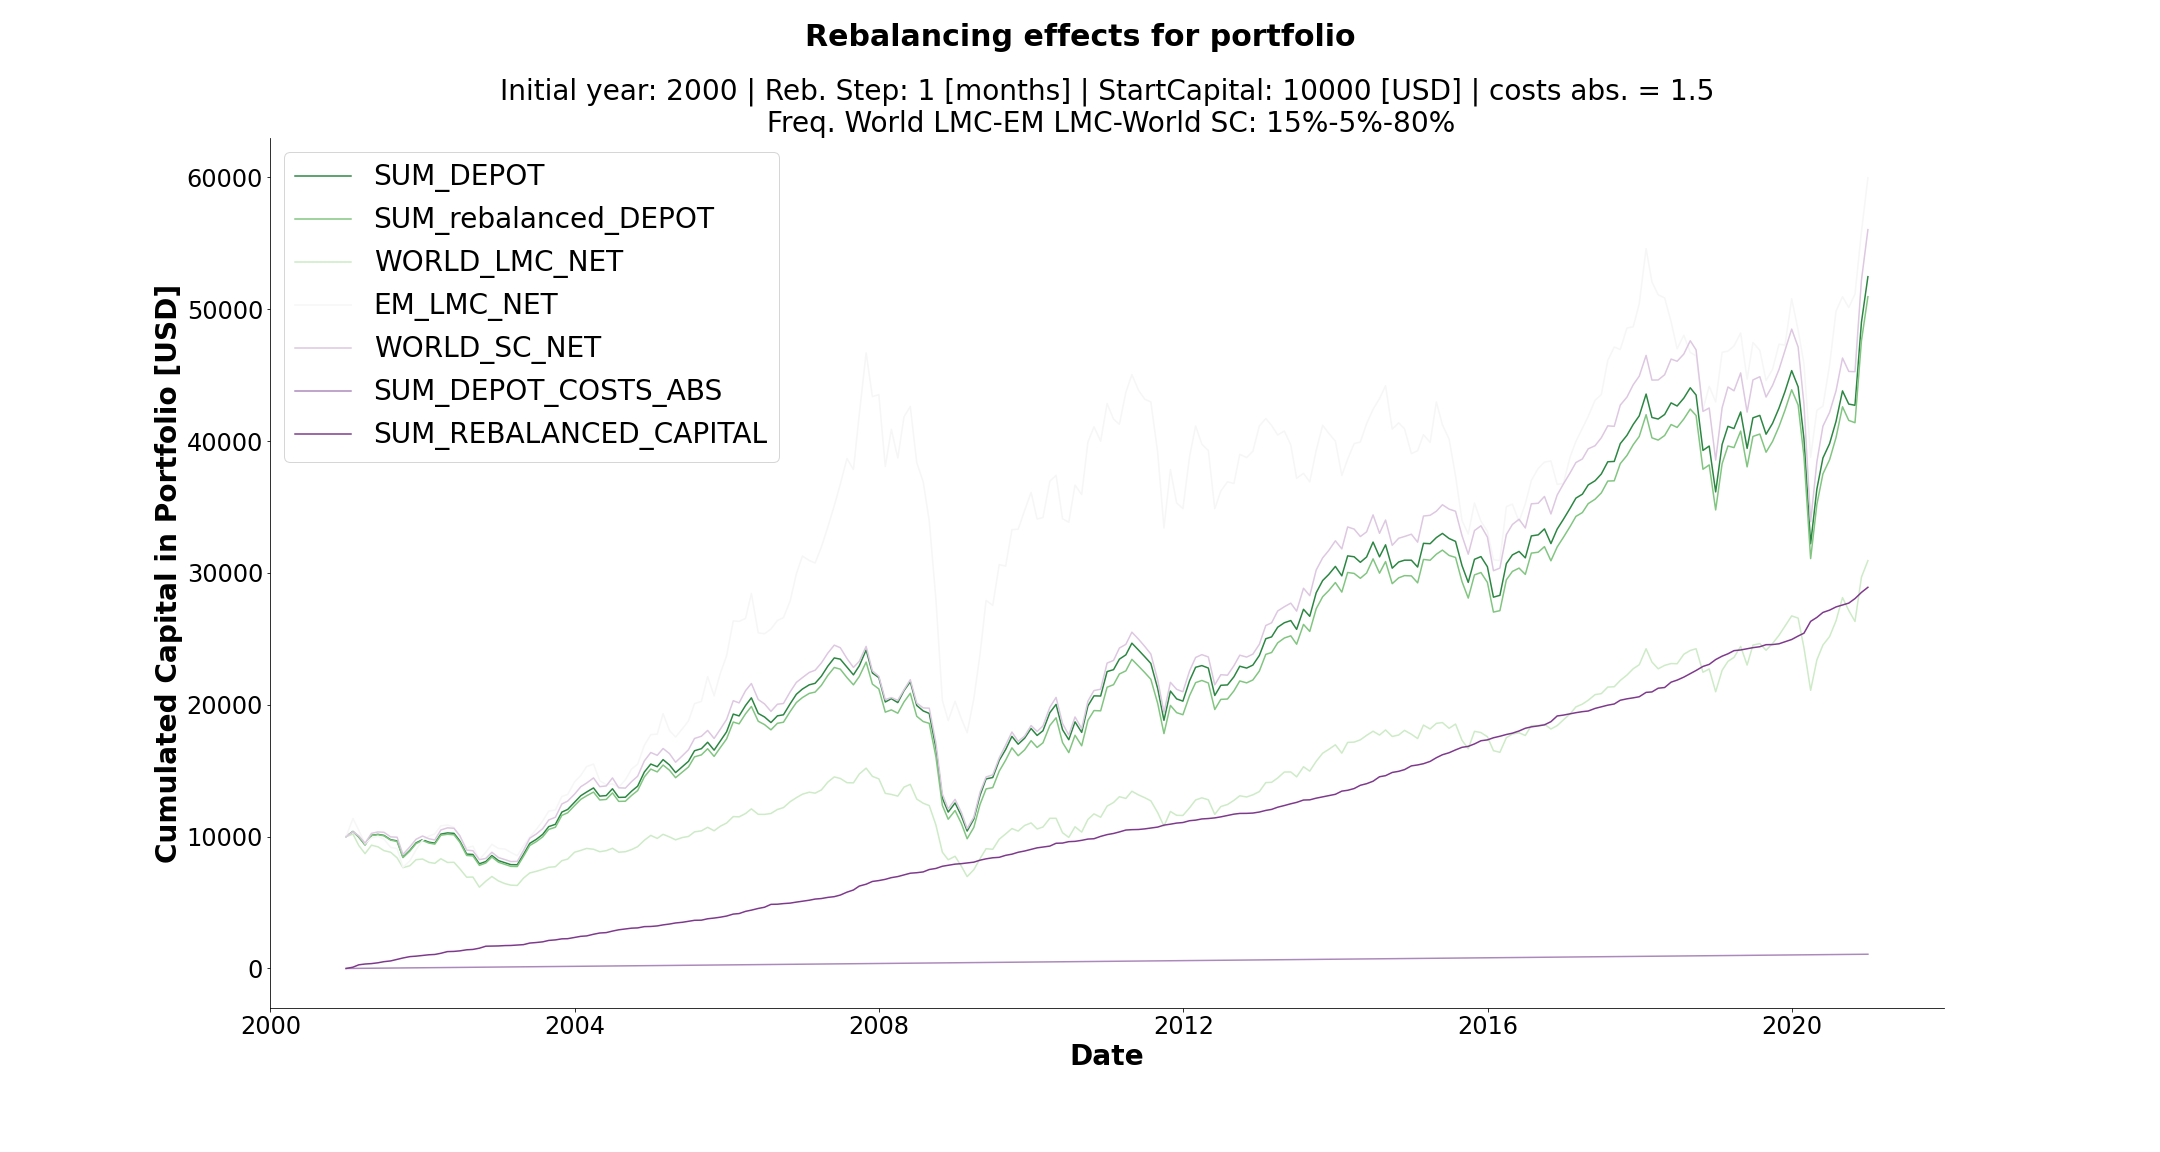 Rebalancing effects for portfolio
Initial year: 2000 | Reb. Step: 1 [months] | StartCapital: 10000 [USD] | costs abs. = 1.5
Freq. World LMC-EM LMC-World SC: 15%-5%-80%
SUM_DEPOT
SUM_rebalanced_DEPOT
WORLD_LMC_NET
EM_LMC_NET
WORLD_SC_NET
SUM_DEPOT_COSTS_ABS
SUM_REBALANCED_CAPITAL
Cumulated Capital in Portfolio [USD]
60000
50000
40000
30000
20000
10000
0
2000 2004 2008 2012 2016 2020
Date